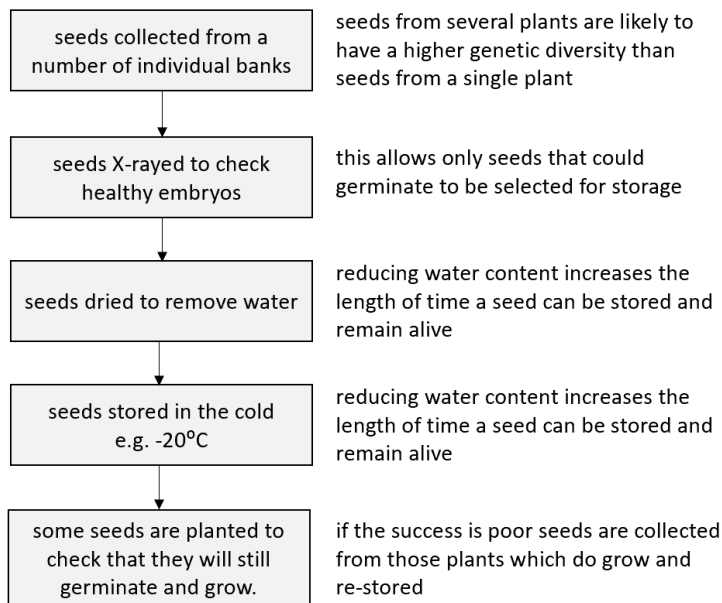 seeds collected from a
number of individual banks
seeds from several plants are likely to
have a higher genetic diversity than
seeds from a single plant
seeds X-rayed to check
healthy embryos
this allows only seeds that could
germinate to be selected for storage
seeds dried to remove water
reducing water content increases the
length of time a seed can be stored and
remain alive
seeds stored in the cold
e.g. -20⁰C
reducing water content increases the
length of time a seed can be stored and
remain alive
some seeds are planted to
check that they will still
germinate and grow.
if the success is poor seeds are collected
from those plants which do grow and
re-stored